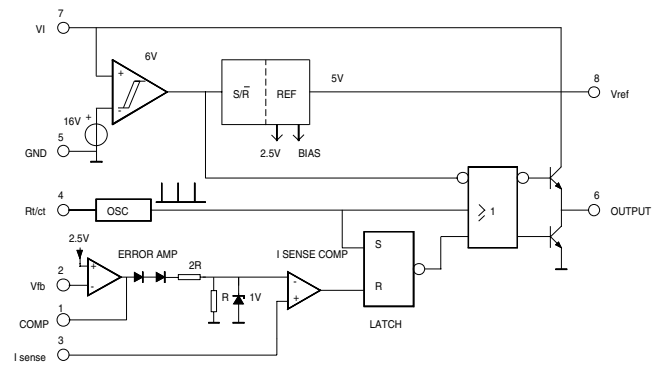 7
VI
6V
+
-
16V +
S/R̅ REF
5V
8
Vref
5
GND
2.5V BIAS
4
Rt/ct
OSC
≥ 1
6
OUTPUT
2.5V
ERROR AMP
I SENSE COMP
S
+
-
2R
2
Vfb
R
1V
-
+
R
1
COMP
LATCH
3
I sense